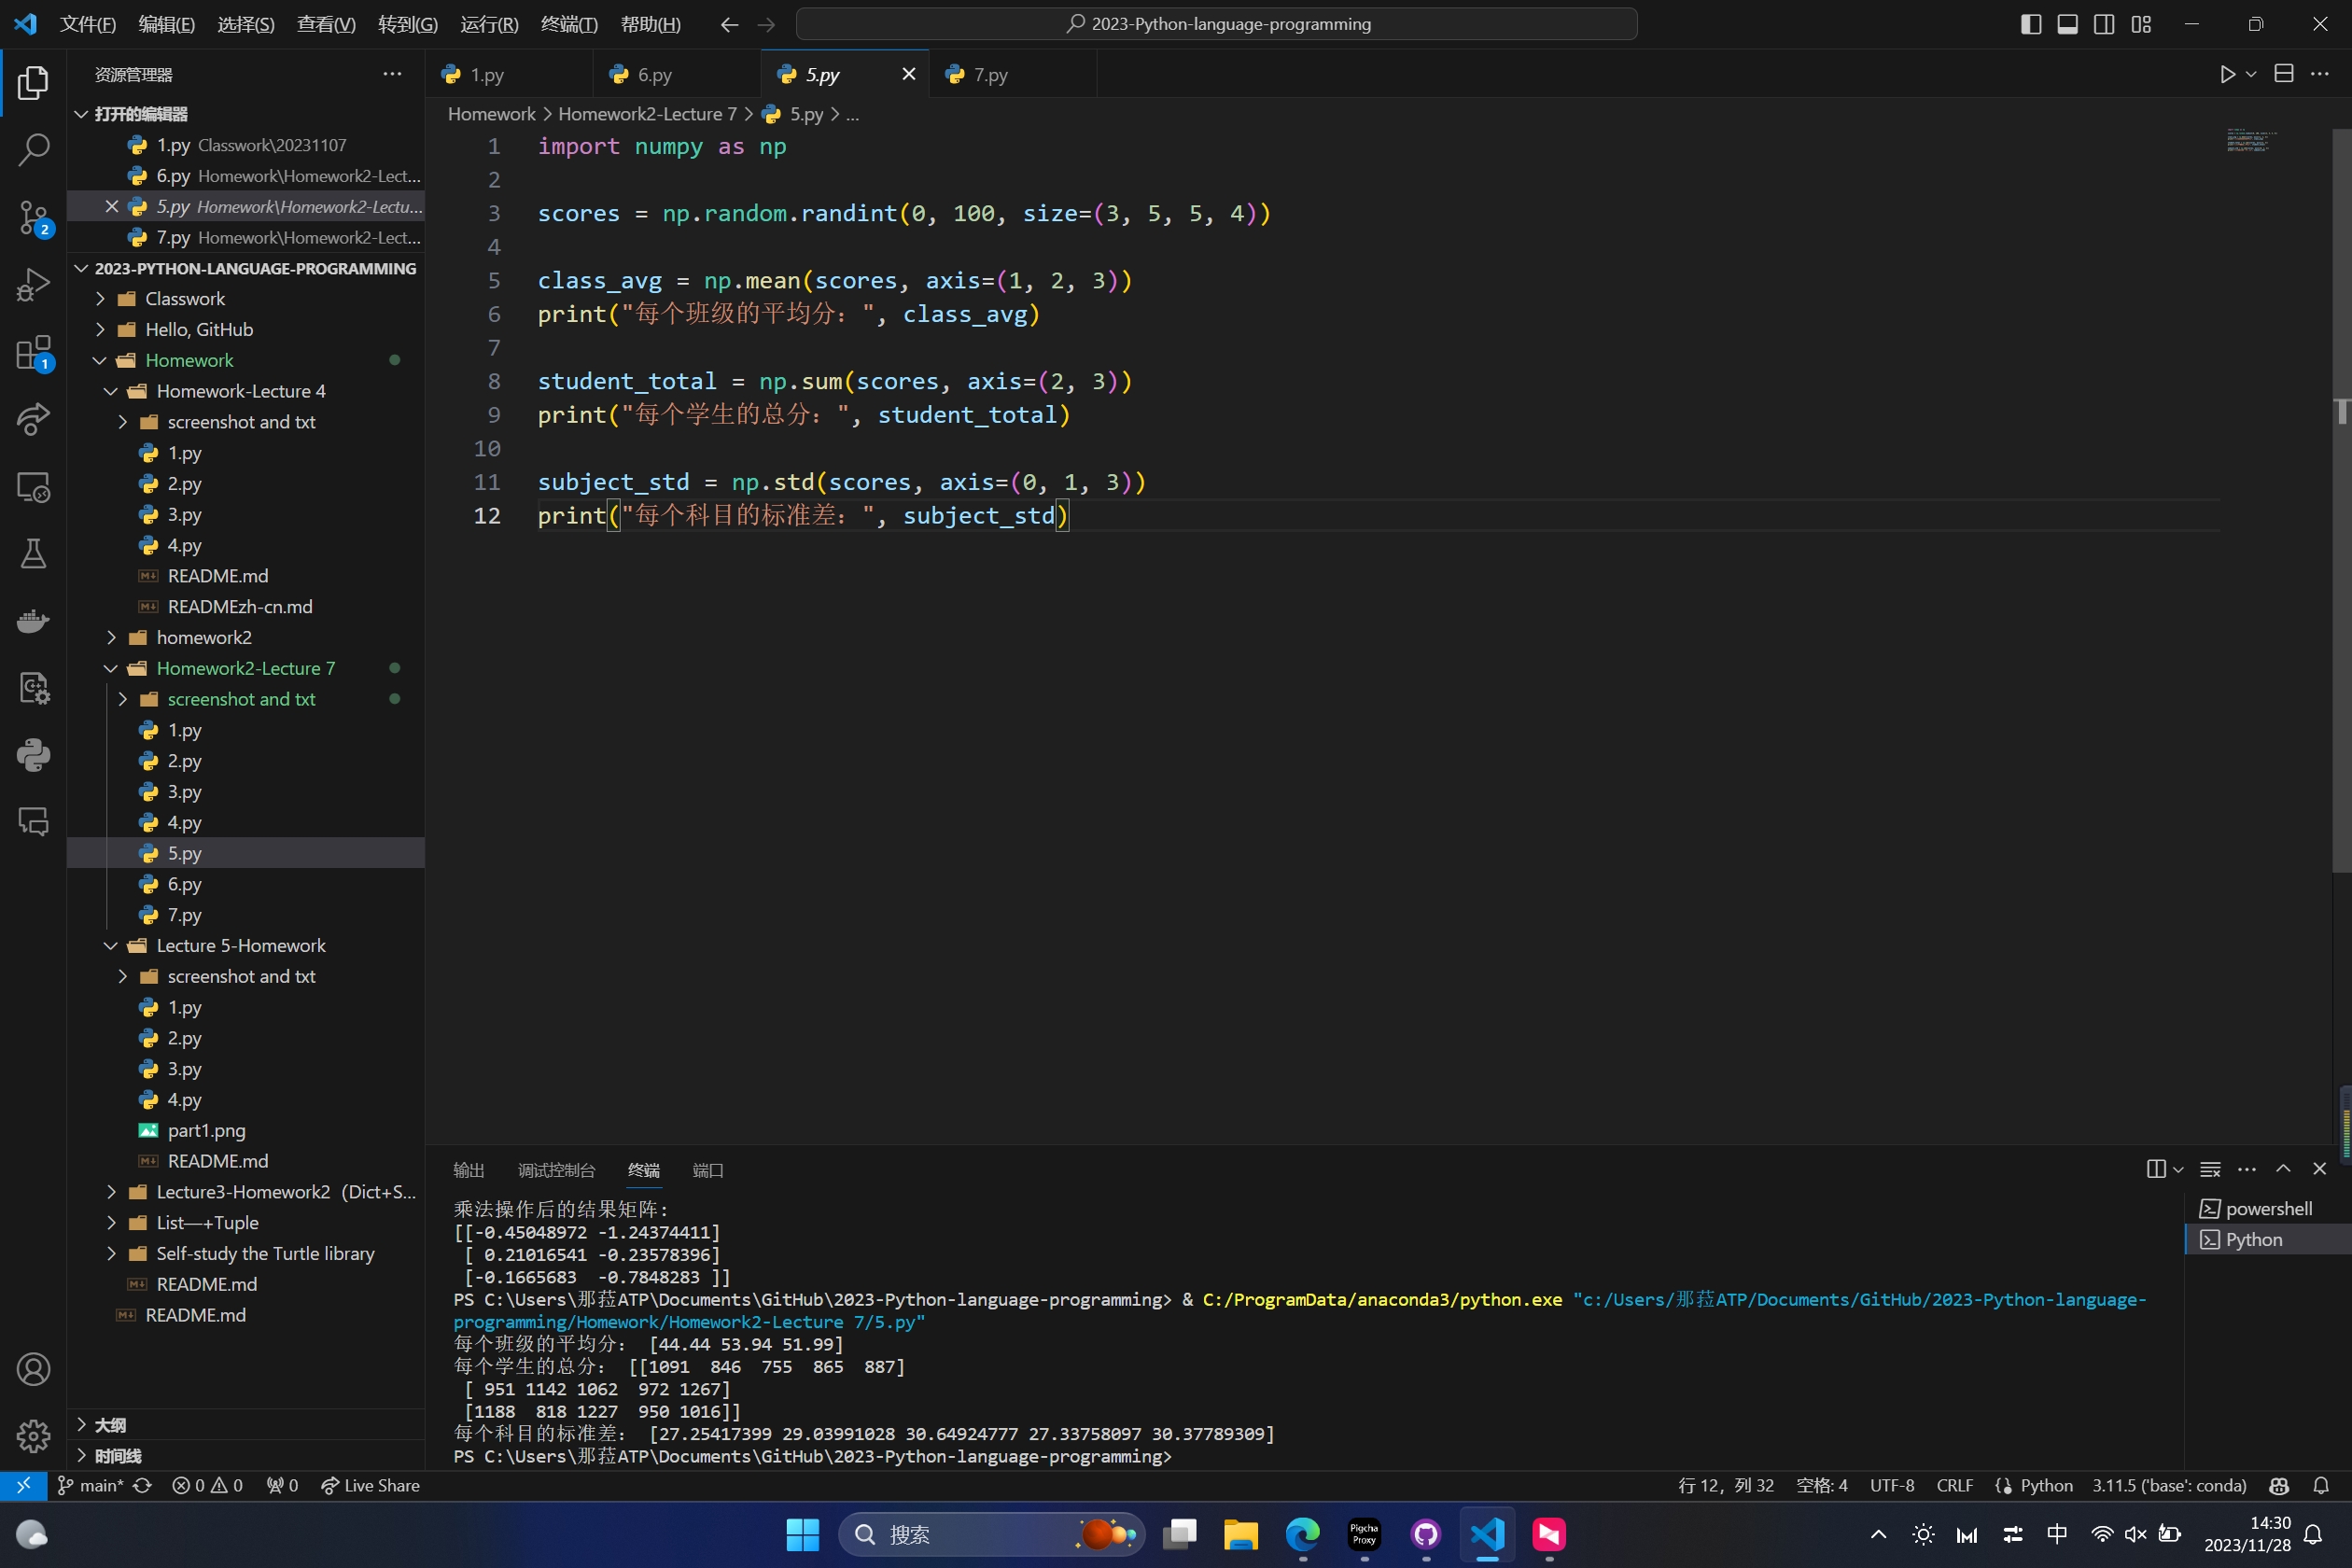 文件(F) 编辑(E) 选择(S) 查看(V) 转到(G) 运行(R) 终端(T) 帮助(H) 2023-Python-language-programming
资源管理器
打开的编辑器
1.py Classwork\20231107
6.py Homework\Homework2-Lect...
5.py Homework\Homework2-Lectu...
7.py Homework\Homework2-Lect...
2023-PYTHON-LANGUAGE-PROGRAMMING
Classwork
Hello, GitHub
Homework
Homework-Lecture 4
screenshot and txt
1.py
2.py
3.py
4.py
README.md
READMEzh-cn.md
homework2
Homework2-Lecture 7
screenshot and txt
1.py
2.py
3.py
4.py
5.py
6.py
7.py
Lecture 5-Homework
screenshot and txt
1.py
2.py
3.py
4.py
part1.png
README.md
Lecture3-Homework2（Dict+S...
List—+Tuple
Self-study the Turtle library
README.md
README.md
大纲
时间线
2
1
1.py 6.py 5.py 7.py
Homework > Homework2-Lecture 7 > 5.py > ...
1 import numpy as np
2
3 scores = np.random.randint(0, 100, size=(3, 5, 5, 4))
4
5 class_avg = np.mean(scores, axis=(1, 2, 3))
6 print("每个班级的平均分：", class_avg)
7
8 student_total = np.sum(scores, axis=(2, 3))
9 print("每个学生的总分：", student_total)
10
11 subject_std = np.std(scores, axis=(0, 1, 3))
12 print("每个科目的标准差：", subject_std)
输出 调试控制台 终端 端口
乘法操作后的结果矩阵：
[[-0.45048972 -1.24374411]
[ 0.21016541 -0.23578396]
[-0.1665683  -0.7848283 ]]
PS C:\Users\那菈ATP\Documents\GitHub\2023-Python-language-programming> & C:/ProgramData/anaconda3/python.exe "c:/Users/那菈ATP/Documents/GitHub/2023-Python-language-
programming/Homework/Homework2-Lecture 7/5.py"
每个班级的平均分： [44.44 53.94 51.99]
每个学生的总分： [[1091  846  755  865  887]
[ 951 1142 1062  972 1267]
[1188  818 1227  950 1016]]
每个科目的标准差： [27.25417399 29.03991028 30.64924777 27.33758097 30.37789309]
PS C:\Users\那菈ATP\Documents\GitHub\2023-Python-language-programming>
powershell
Python
main* 0 0 0 Live Share 行 12，列 32 空格: 4 UTF-8 CRLF Python 3.11.5 ('base': conda)
搜索 Pigcha Proxy 中 14:30
2023/11/28